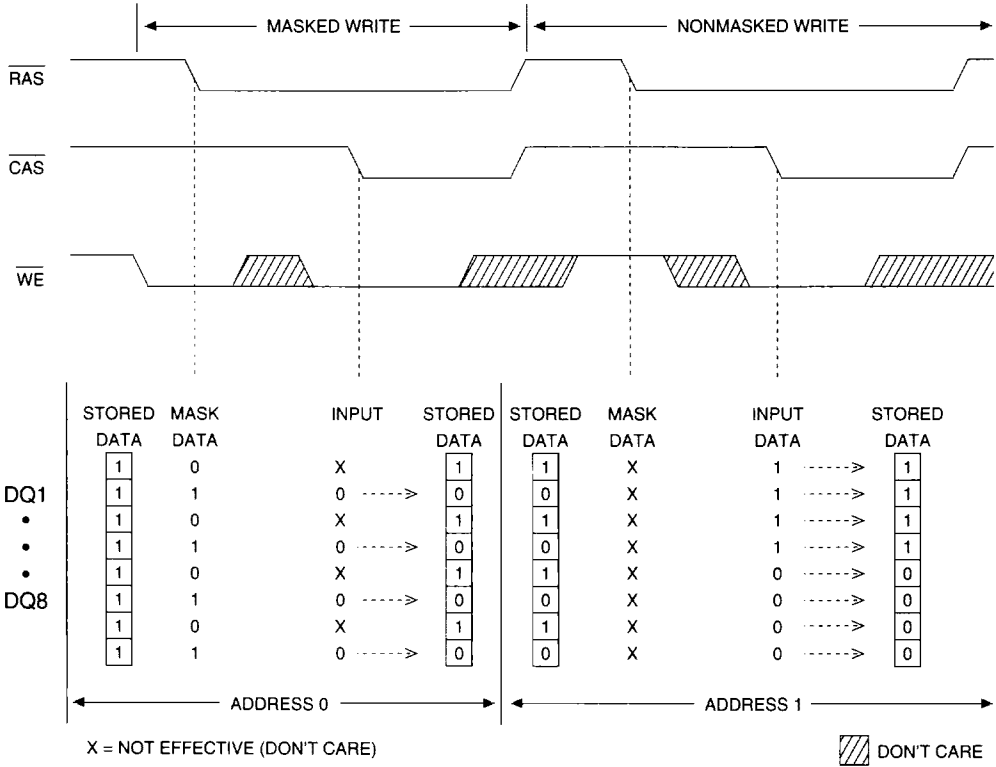 MASKED WRITE NONMASKED WRITE
RAS
CAS
WE
STORED MASK INPUT STORED STORED MASK INPUT STORED
DATA DATA DATA DATA DATA DATA DATA
1 0 X 1 1 X 1 1
DQ1 1 1 0 0 0 X 1 1
• 1 0 X 1 1 X 1 1
• 1 1 0 0 0 X 1 1
• 1 0 X 1 1 X 0 0
DQ8 1 1 0 0 0 X 0 0
1 0 X 1 1 X 0 0
1 1 0 0 0 X 0 0
ADDRESS 0 ADDRESS 1
X = NOT EFFECTIVE (DON'T CARE) DON'T CARE